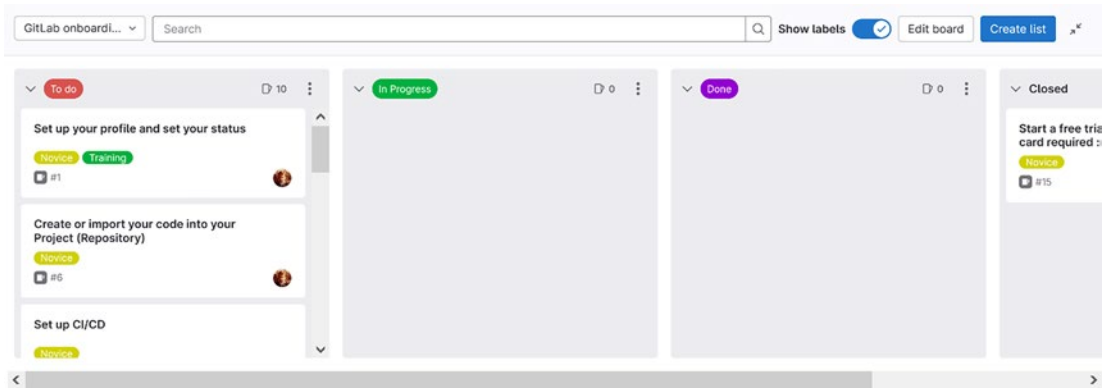 GitLab onboardi...
Search
Show labels
Edit board
Create list
To do
10
In Progress
0
Done
0
Closed
Set up your profile and set your status
Novice Training
#1
Create or import your code into your
Project (Repository)
Novice
#6
Set up CI/CD
Novice
Start a free tria
card required :
Novice
#15